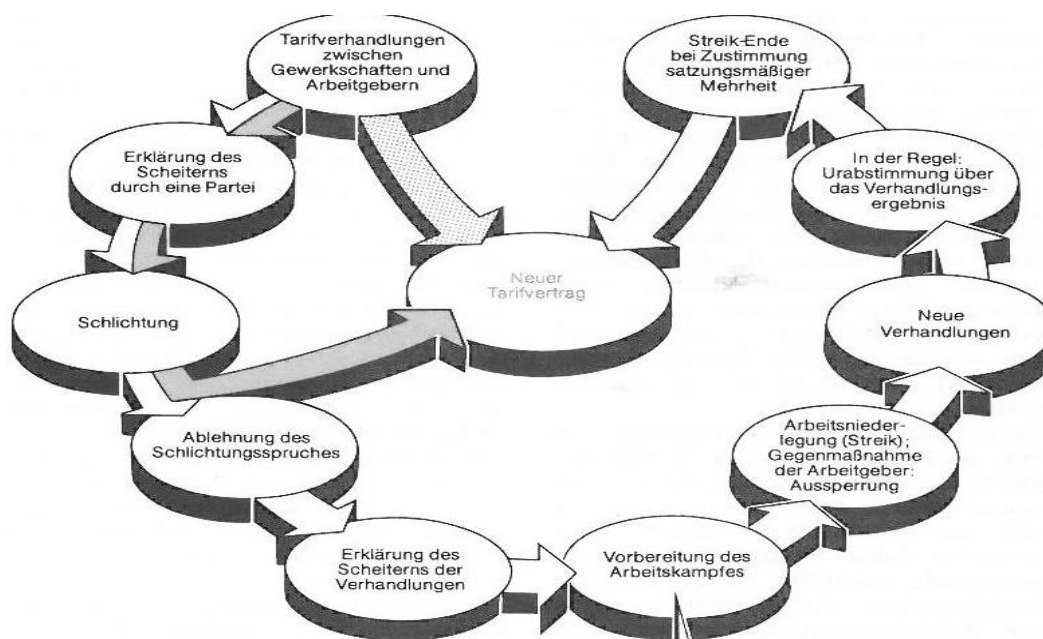 Tarifverhandlungen
zwischen
Gewerkschaften und
Arbeitgebern
Erklärung des
Scheiterns
durch eine Partei
Schlichtung
Ablehnung des
Schlichtungsspruches
Erklärung des
Scheiterns der
Verhandlungen
Vorbereitung des
Arbeitskampfes
Arbeitsnieder-
legung (Streik);
Gegenmaßnahme
der Arbeitgeber:
Aussperrung
Neue
Verhandlungen
In der Regel:
Urabstimmung über
das Verhandlungs-
ergebnis
Streik-Ende
bei Zustimmung
satzungsmäßiger
Mehrheit
Neuer
Tarifvertrag